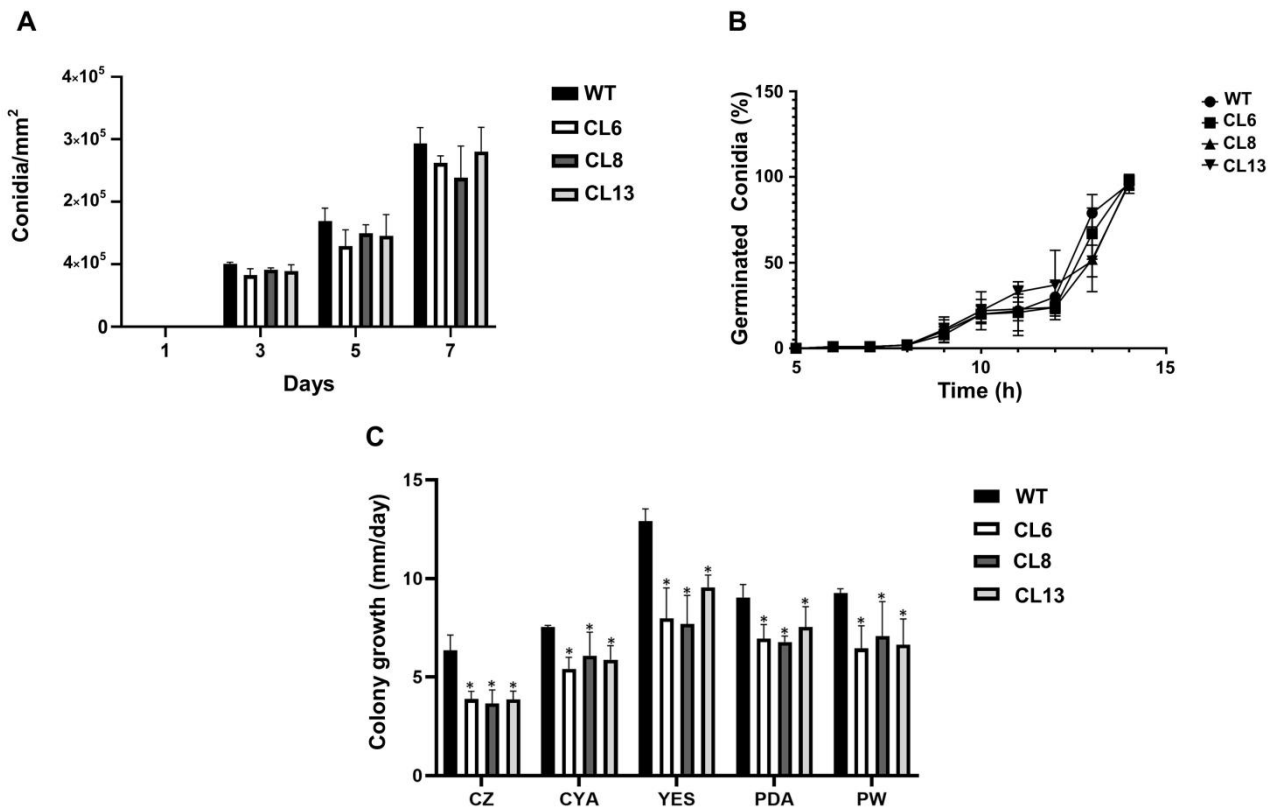 A
4×10⁵
3×10⁵
2×10⁵
4×10⁵
0
Conidia/mm²
1 3 5 7
Days
WT
CL6
CL8
CL13
B
150
100
50
0
Germinated Conidia (%)
5 10 15
Time (h)
WT
CL6
CL8
CL13
C
15
10
5
0
Colony growth (mm/day)
* * * * * * * * * * * * * * *
CZ CYA YES PDA PW
WT
CL6
CL8
CL13